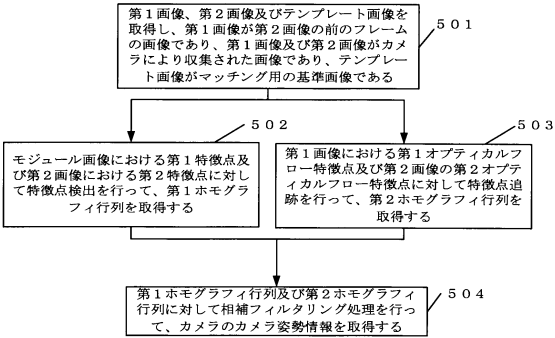 第1画像、第2画像及びテンプレート画像を
取得し、第1画像が第2画像の前のフレーム
の画像であり、第1画像及び第2画像がカメ
ラにより収集された画像であり、テンプレ
ート画像がマッチング用の基準画像である
501
502
モジュール画像における第1特徴点及
び第2画像における第2特徴点に対し
て特徴点検出を行って、第1ホモグラ
フィ行列を取得する
503
第1画像における第1オプティカルフ
ロー特徴点及び第2画像の第2オプテ
ィカルフロー特徴点に対して特徴点追
跡を行って、第2ホモグラフィ行列を
取得する
第1ホモグラフィ行列及び第2ホモグラフィ
行列に対して相補フィルタリング処理を行っ
て、カメラのカメラ姿勢情報を取得する
504